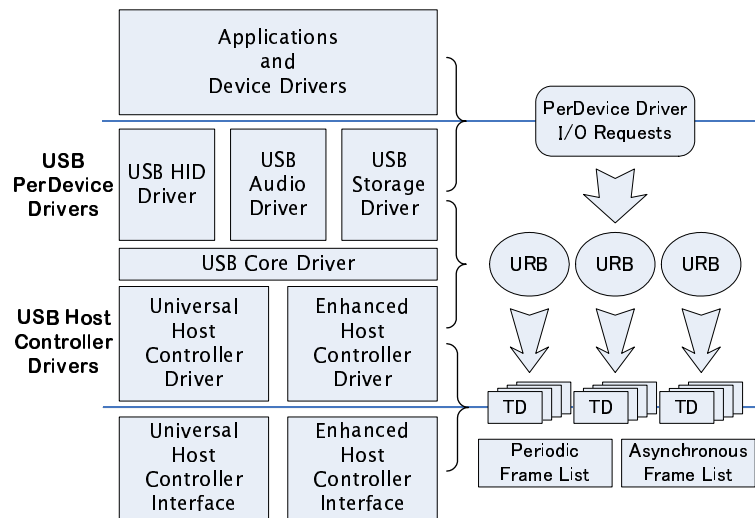 Applications
and
Device Drivers
PerDevice Driver
I/O Requests
USB
PerDevice
Drivers
USB HID
Driver
USB
Audio
Driver
USB
Storage
Driver
USB Core Driver
URB
URB
URB
USB Host
Controller
Drivers
Universal
Host
Controller
Driver
Enhanced
Host
Controller
Driver
TD
TD
TD
Universal
Host
Controller
Interface
Enhanced
Host
Controller
Interface
Periodic
Frame List
Asynchronous
Frame List